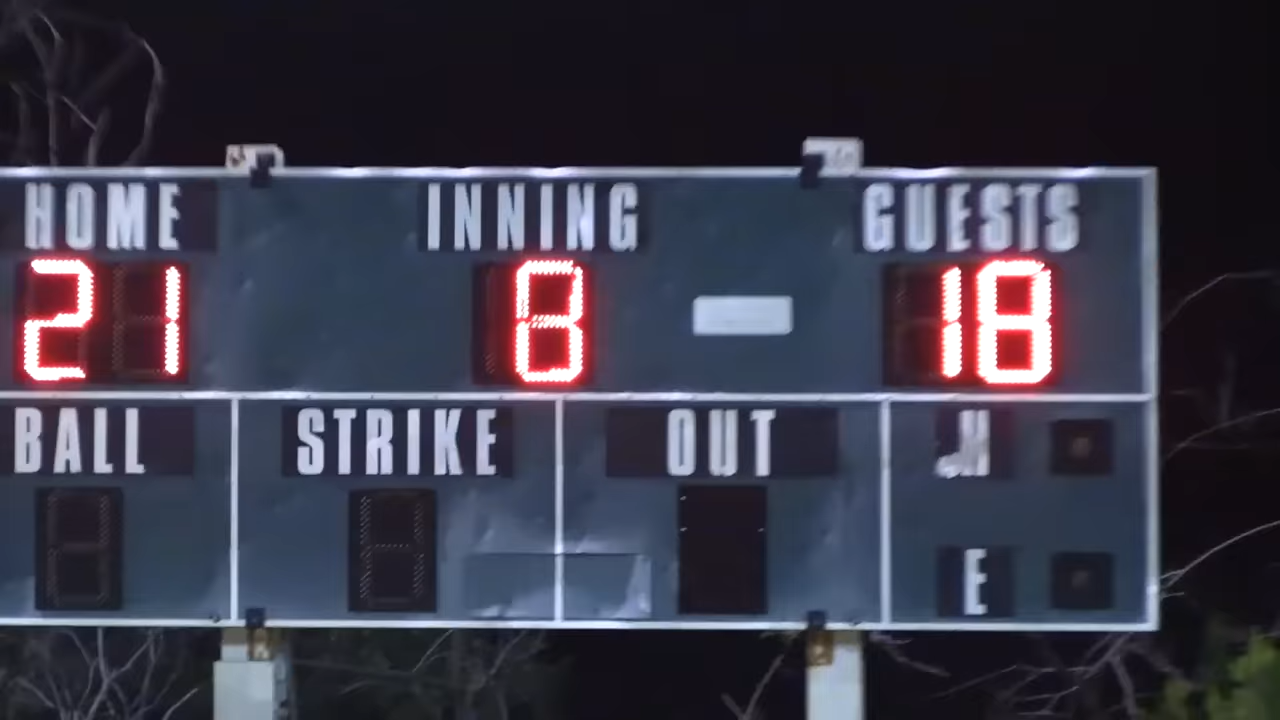 HOME INNING GUESTS
21 8 18
BALL STRIKE OUT H
E